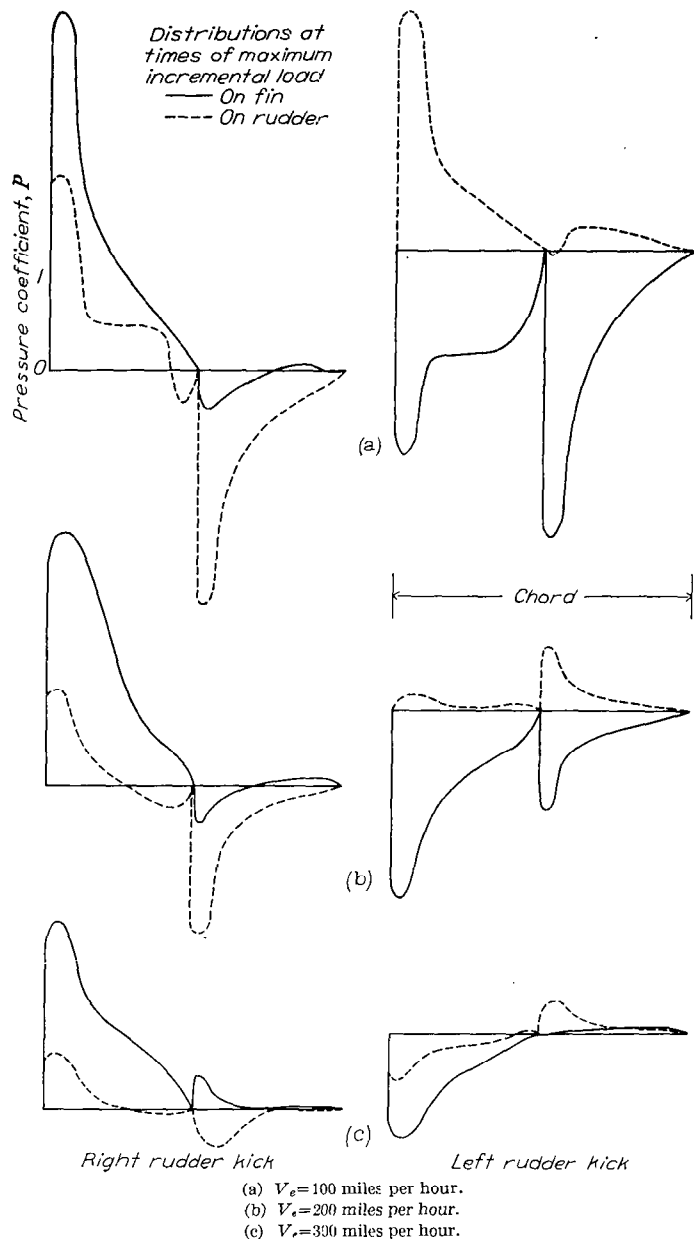 Distributions at
times of maximum
incremental load
On fin
On rudder
Pressure coefficient, P
1
0
(a)
Chord
(b)
(c)
Right rudder kick
Left rudder kick
(a) Vₑ=100 miles per hour.
(b) Vₑ=200 miles per hour.
(c) Vₑ=300 miles per hour.